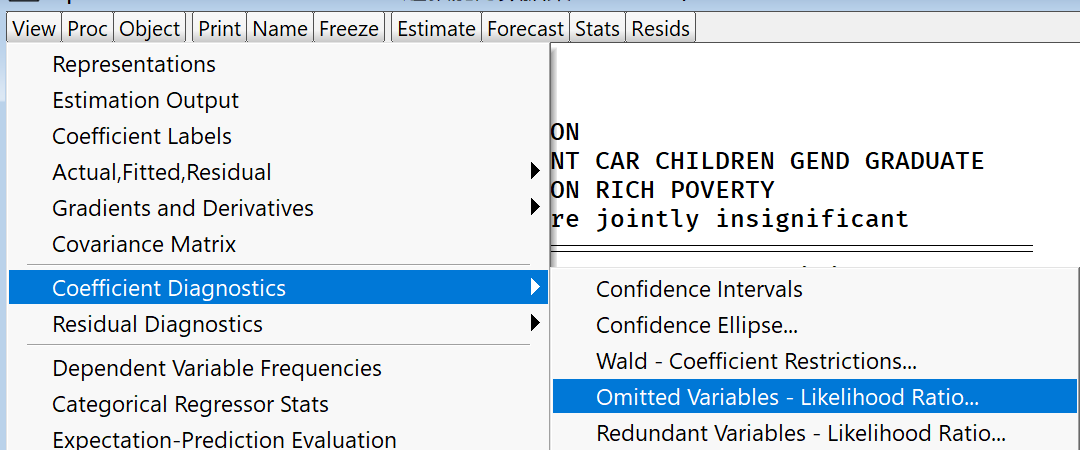 View Proc Object Print Name Freeze Estimate Forecast Stats Resids
Representations
Estimation Output
Coefficient Labels
Actual,Fitted,Residual
Gradients and Derivatives
Covariance Matrix
Coefficient Diagnostics
Residual Diagnostics
Dependent Variable Frequencies
Categorical Regressor Stats
Expectation-Prediction Evaluation
ON
NT CAR CHILDREN GEND GRADUATE
ON RICH POVERTY
re jointly insignificant
Confidence Intervals
Confidence Ellipse...
Wald - Coefficient Restrictions...
Omitted Variables - Likelihood Ratio...
Redundant Variables - Likelihood Ratio...